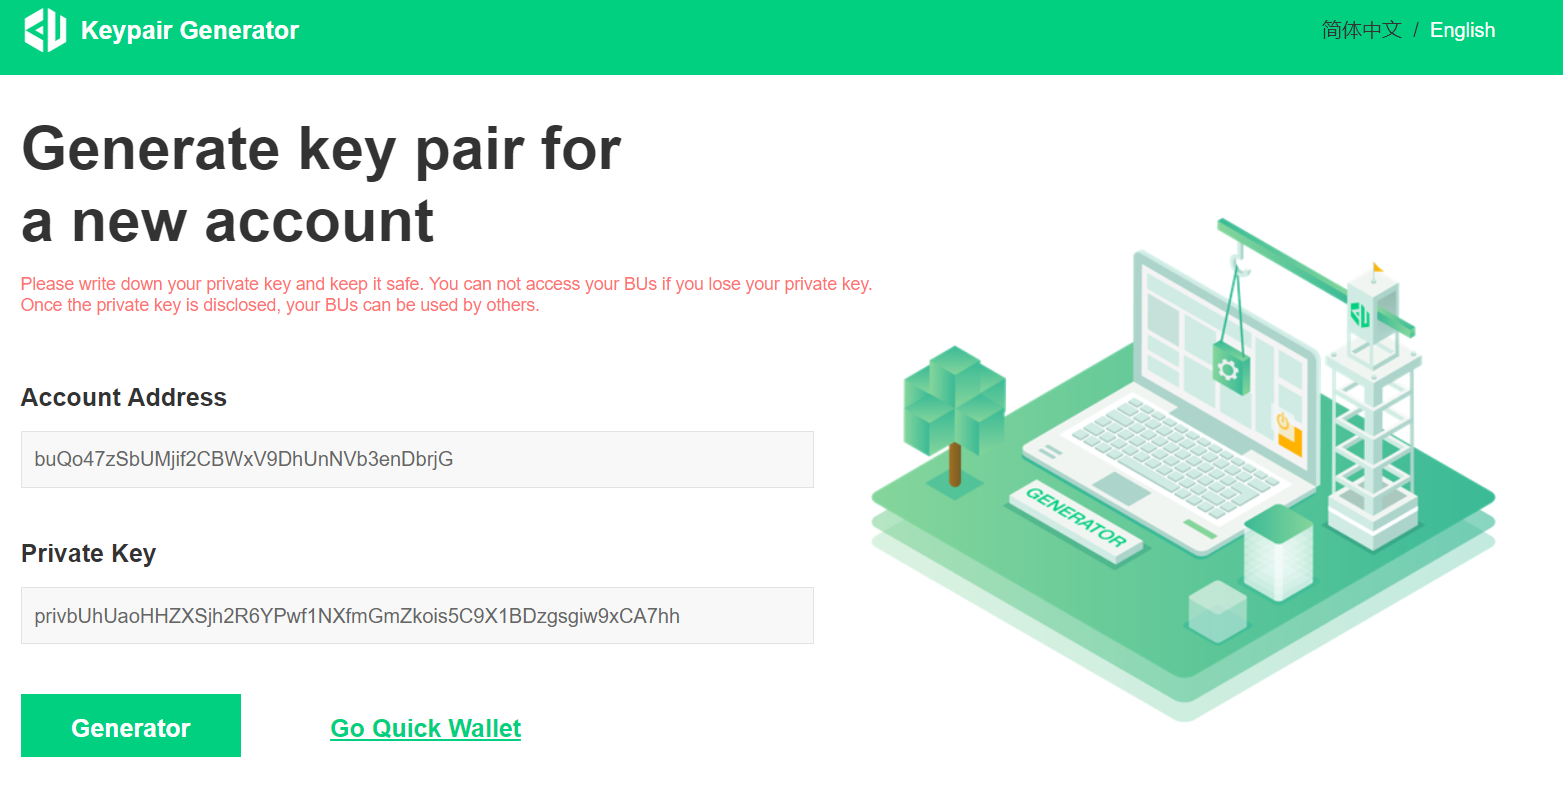 Keypair Generator
简体中文 / English
Generate key pair for
a new account
Please write down your private key and keep it safe. You can not access your BUs if you lose your private key.
Once the private key is disclosed, your BUs can be used by others.
Account Address
buQo47zSbUMjif2CBWxV9DhUnNVb3enDbrjG
Private Key
privbUhUaoHHZXSjh2R6YPwf1NXfmGmZkois5C9X1BDzgsgiw9xCA7hh
GENERATOR
Generator
Go Quick Wallet